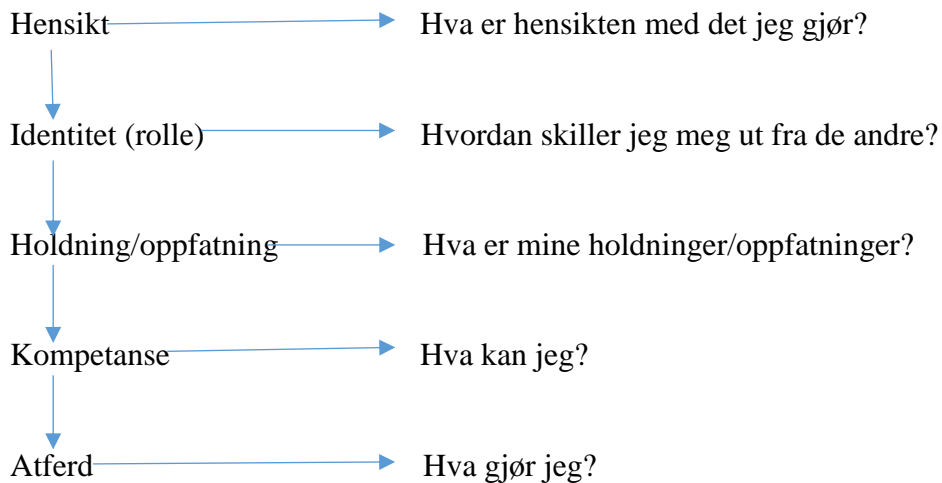 Hensikt Hva er hensikten med det jeg gjør?
Identitet (rolle) Hvordan skiller jeg meg ut fra de andre?
Holdning/oppfatning Hva er mine holdninger/oppfatninger?
Kompetanse Hva kan jeg?
Atferd Hva gjør jeg?